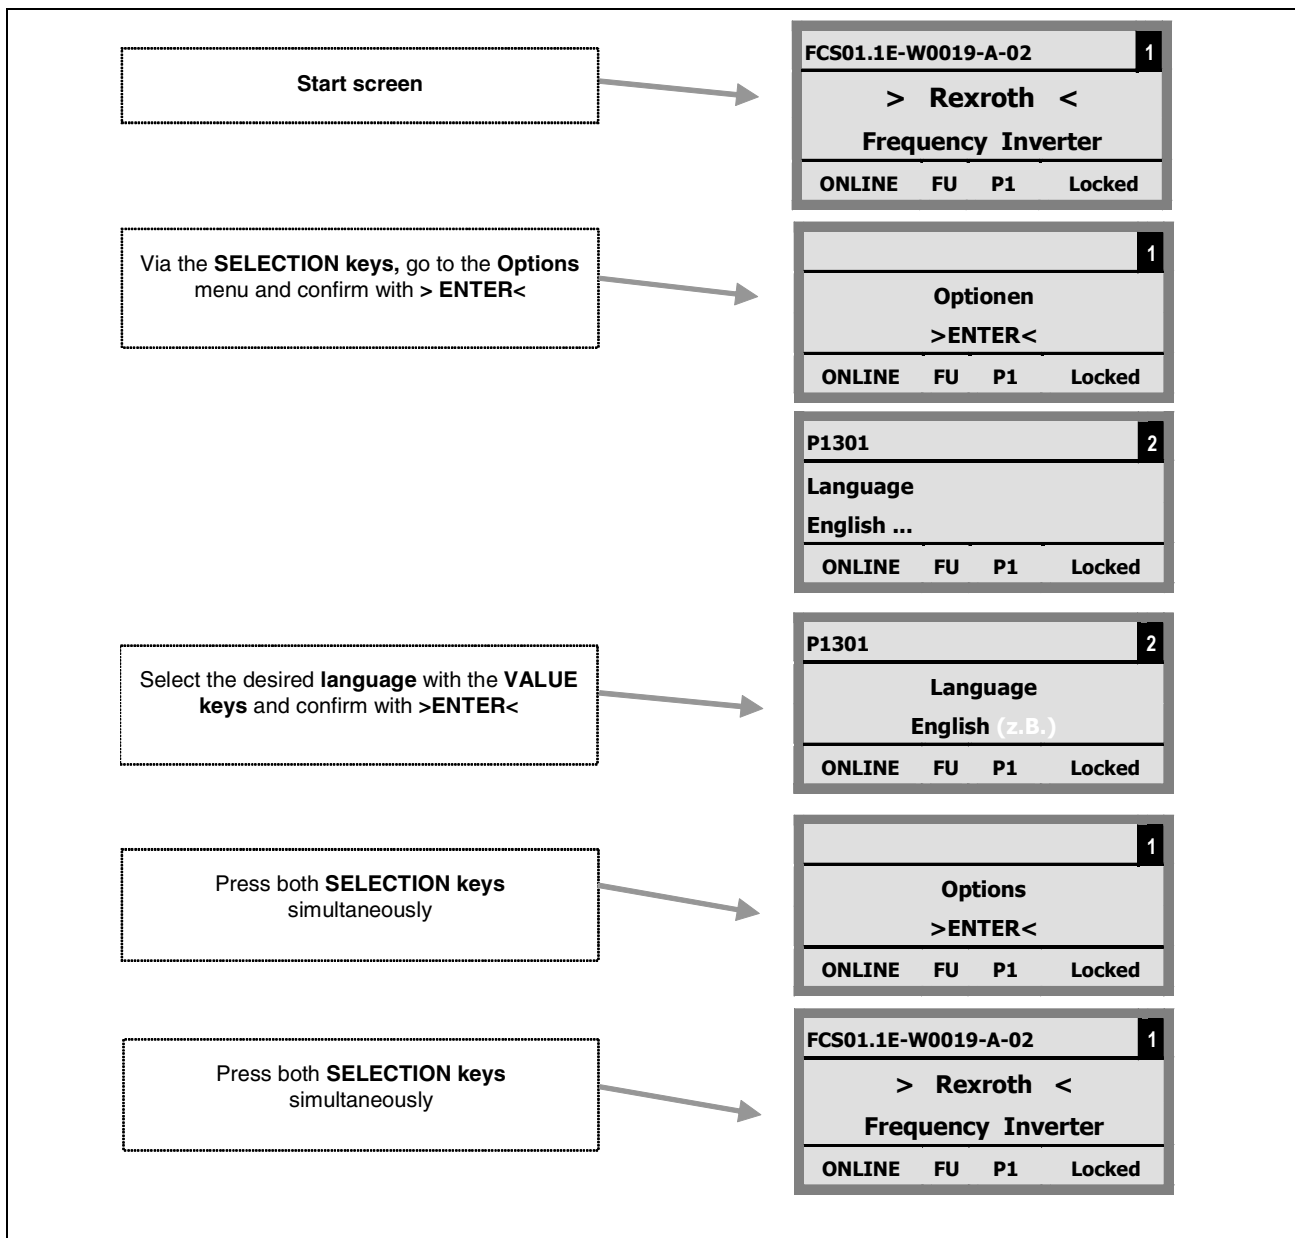 Start screen
FCS01.1E-W0019-A-02 1
> Rexroth <
Frequency Inverter
ONLINE FU P1 Locked
Via the SELECTION keys, go to the Options
menu and confirm with > ENTER<
1
Optionen
>ENTER<
ONLINE FU P1 Locked
P1301 2
Language
English ...
ONLINE FU P1 Locked
Select the desired language with the VALUE
keys and confirm with >ENTER<
P1301 2
Language
English (z.B.)
ONLINE FU P1 Locked
Press both SELECTION keys
simultaneously
1
Options
>ENTER<
ONLINE FU P1 Locked
Press both SELECTION keys
simultaneously
FCS01.1E-W0019-A-02 1
> Rexroth <
Frequency Inverter
ONLINE FU P1 Locked